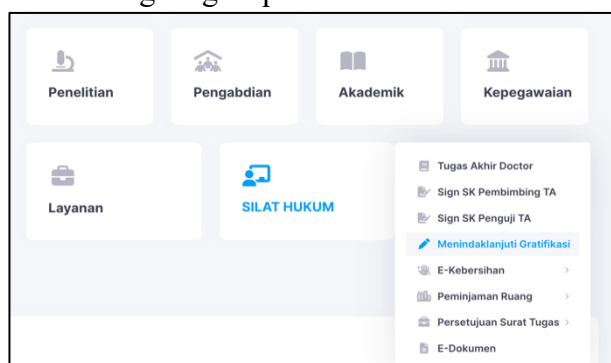 Penelitian
Pengabdian
Akademik
Kepegawaian
Layanan
SILAT HUKUM
Tugas Akhir Doctor
Sign SK Pembimbing TA
Sign SK Penguji TA
Menindaklanjuti Gratifikasi
E-Kebersihan
Peminjaman Ruang
Persetujuan Surat Tugas
E-Dokumen